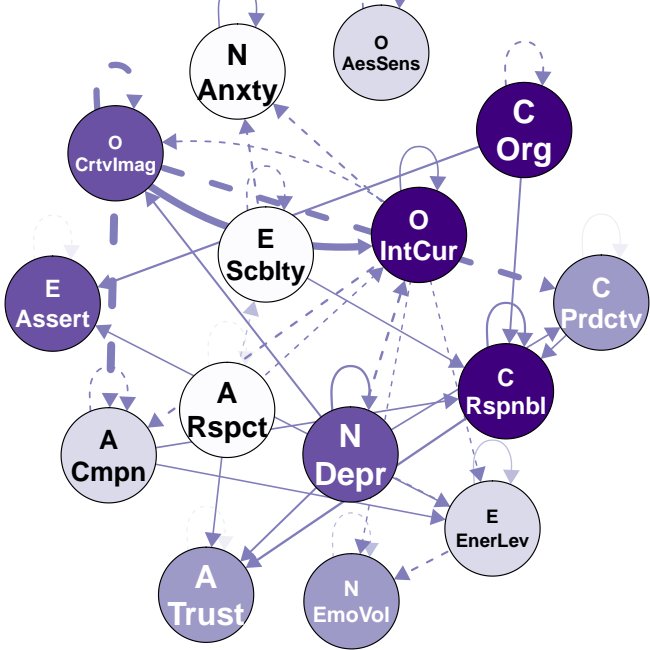 N
Anxty
O
AesSens
O
CrtvImag
C
Org
E
Scblty
O
IntCur
E
Assert
C
Prdctv
A
Rspct
C
Rspnbl
A
Cmpn
N
Depr
E
EnerLev
A
Trust
N
EmoVol